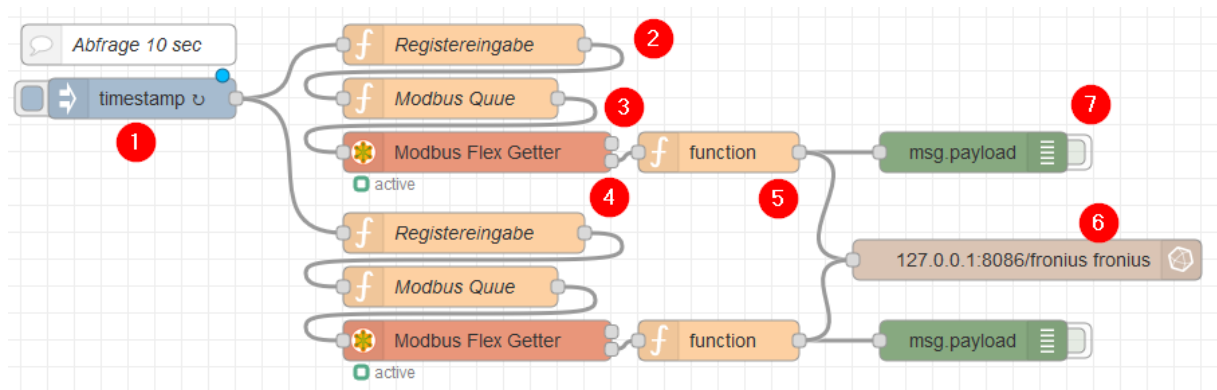 Abfrage 10 sec
Registereingabe
2
timestamp ↻
1
Modbus Quue
3
7
Modbus Flex Getter
function
msg.payload
active
4
5
6
Registereingabe
127.0.0.1:8086/fronius fronius
Modbus Quue
Modbus Flex Getter
function
msg.payload
active